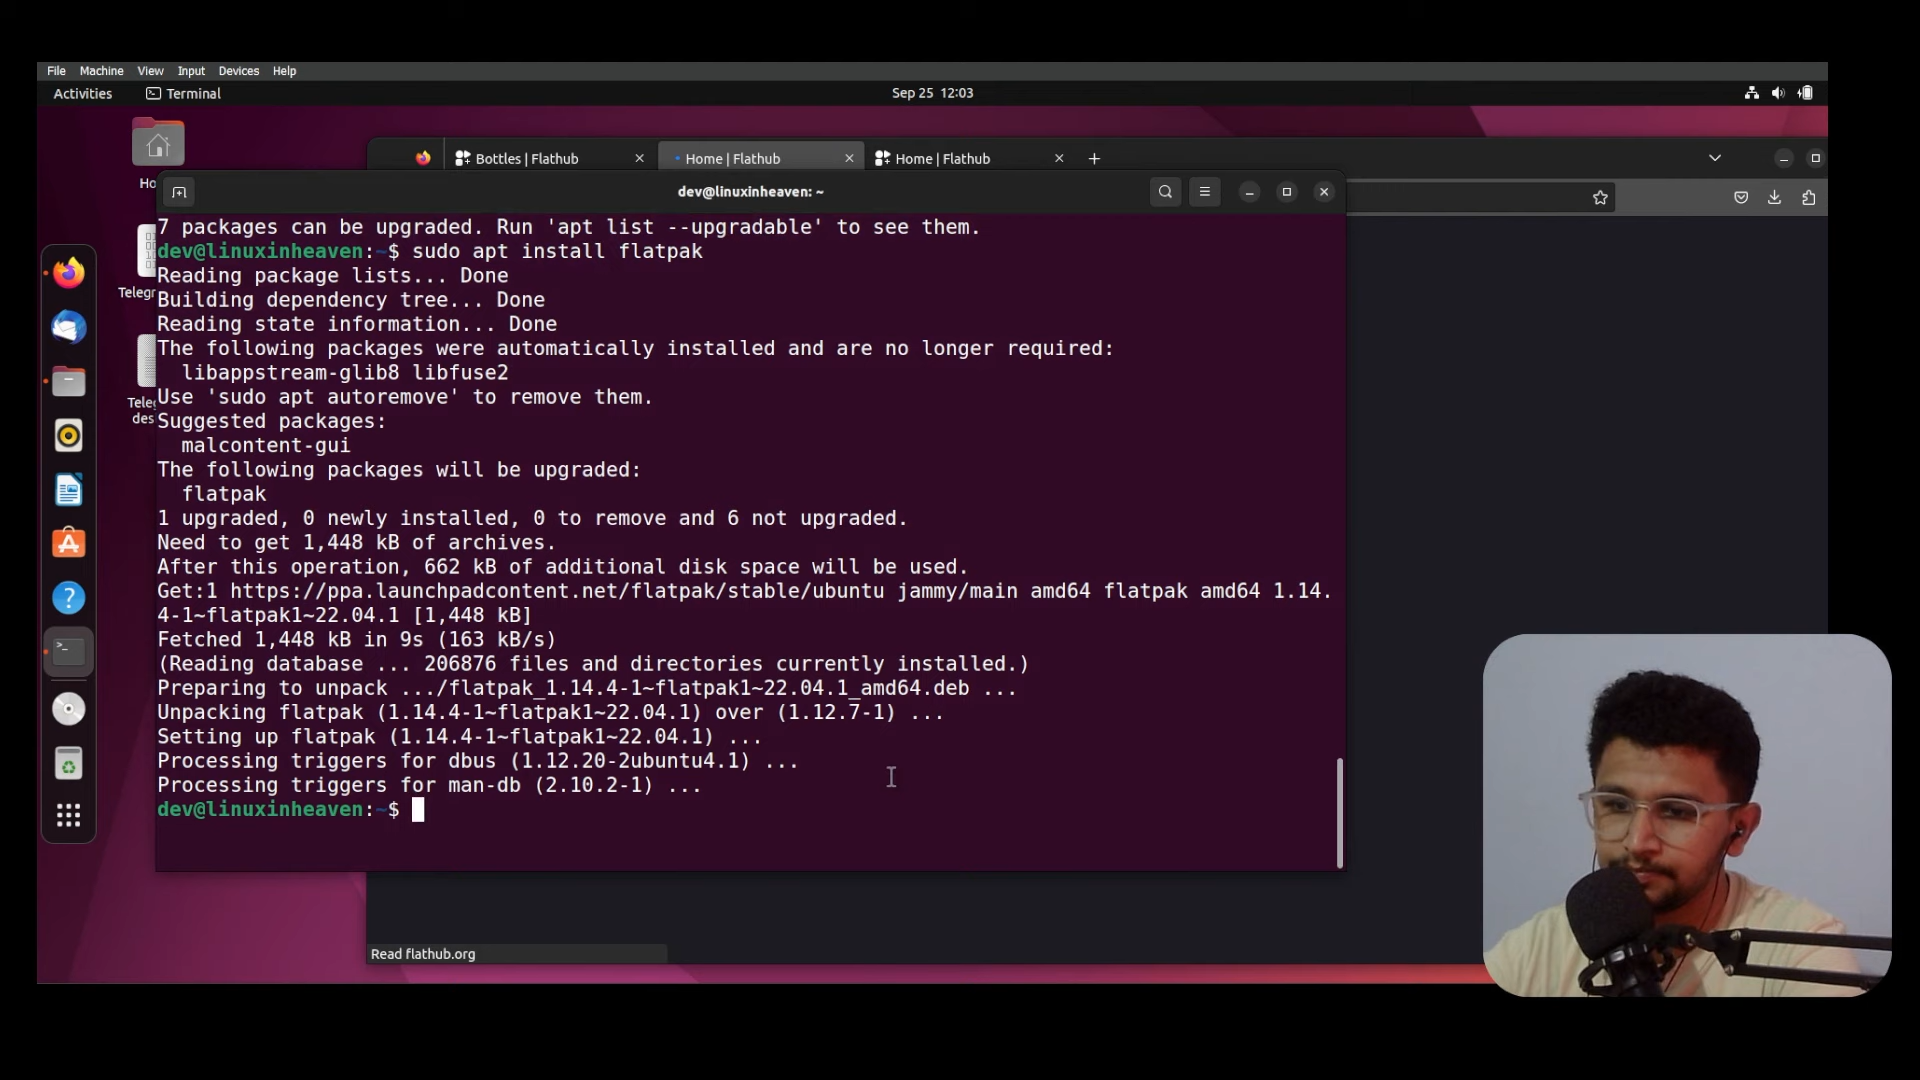 File Machine View Input Devices Help
Activities Terminal Sep 25 12:03
Bottles | Flathub Home | Flathub Home | Flathub
dev@linuxinheaven: ~
7 packages can be upgraded. Run 'apt list --upgradable' to see them.
dev@linuxinheaven:~$ sudo apt install flatpak
Reading package lists... Done
Building dependency tree... Done
Reading state information... Done
The following packages were automatically installed and are no longer required:
libappstream-glib8 libfuse2
Use 'sudo apt autoremove' to remove them.
Suggested packages:
malcontent-gui
The following packages will be upgraded:
flatpak
1 upgraded, 0 newly installed, 0 to remove and 6 not upgraded.
Need to get 1,448 kB of archives.
After this operation, 662 kB of additional disk space will be used.
Get:1 https://ppa.launchpadcontent.net/flatpak/stable/ubuntu jammy/main amd64 flatpak amd64 1.14.
4-1~flatpak1~22.04.1 [1,448 kB]
Fetched 1,448 kB in 9s (163 kB/s)
(Reading database ... 206876 files and directories currently installed.)
Preparing to unpack .../flatpak_1.14.4-1~flatpak1~22.04.1_amd64.deb ...
Unpacking flatpak (1.14.4-1~flatpak1~22.04.1) over (1.12.7-1) ...
Setting up flatpak (1.14.4-1~flatpak1~22.04.1) ...
Processing triggers for dbus (1.12.20-2ubuntu4.1) ...
Processing triggers for man-db (2.10.2-1) ...
dev@linuxinheaven:~$
Read flathub.org